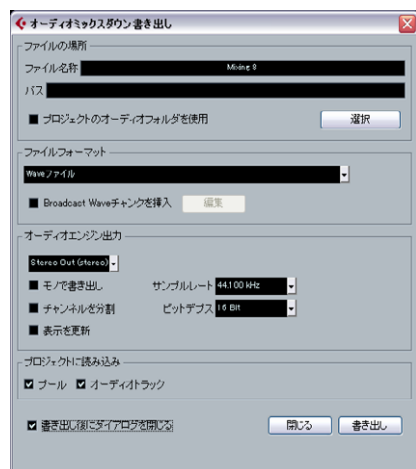 オーディオミックスダウン書き出し
ファイルの場所
ファイル名称 Mixing 8
パス
プロジェクトのオーディオフォルダを使用 選択
ファイルフォーマット
Waveファイル
Broadcast Waveチャンクを挿入 編集
オーディオエンジン出力
Stereo Out (stereo)
モノで書き出し サンプルレート 44.100 kHz
チャンネルを分割 ビットデプス 16 Bit
表示を更新
プロジェクトに読み込み
プール オーディオトラック
書き出し後にダイアログを閉じる 閉じる 書き出し